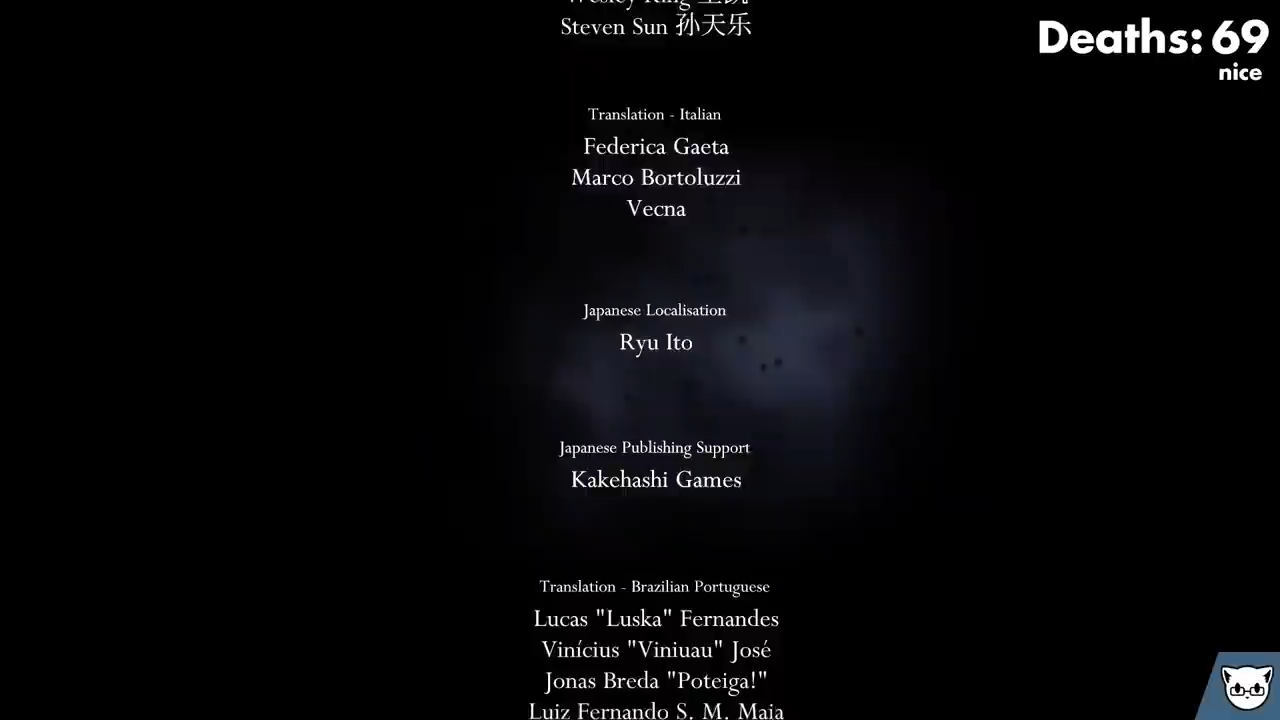 Steven Sun 孙天乐
Deaths: 69
nice
Translation - Italian
Federica Gaeta
Marco Bortoluzzi
Vecna
Japanese Localisation
Ryu Ito
Japanese Publishing Support
Kakehashi Games
Translation - Brazilian Portuguese
Lucas "Luska" Fernandes
Vinícius "Viniuau" José
Jonas Breda "Poteiga!"
Luiz Fernando S. M. Maia